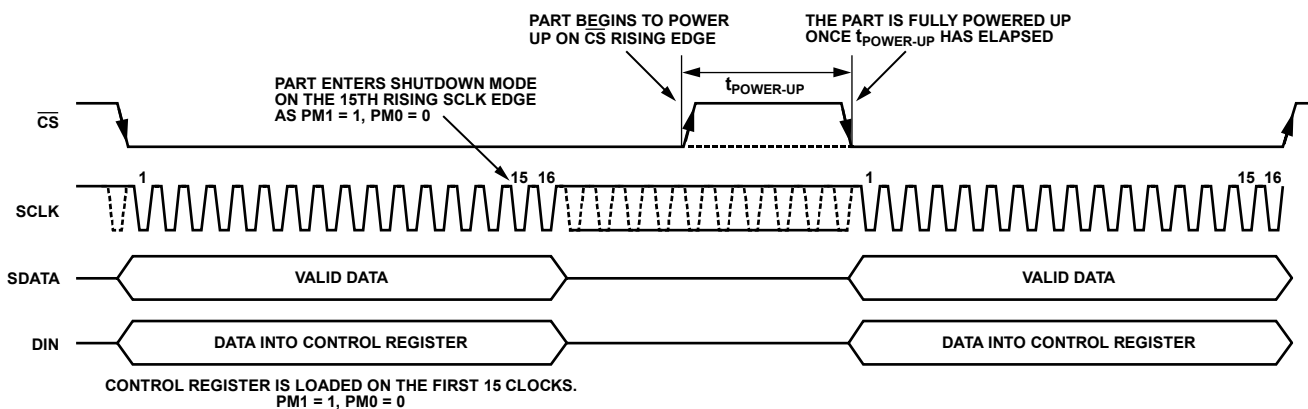 PART BEGINS TO POWER
UP ON CS RISING EDGE
THE PART IS FULLY POWERED UP
ONCE tPOWER-UP HAS ELAPSED
PART ENTERS SHUTDOWN MODE
ON THE 15TH RISING SCLK EDGE
AS PM1 = 1, PM0 = 0
tPOWER-UP
CS
1 15 16 1 15 16
SCLK
SDATA VALID DATA VALID DATA
DIN DATA INTO CONTROL REGISTER DATA INTO CONTROL REGISTER
CONTROL REGISTER IS LOADED ON THE FIRST 15 CLOCKS.
PM1 = 1, PM0 = 0